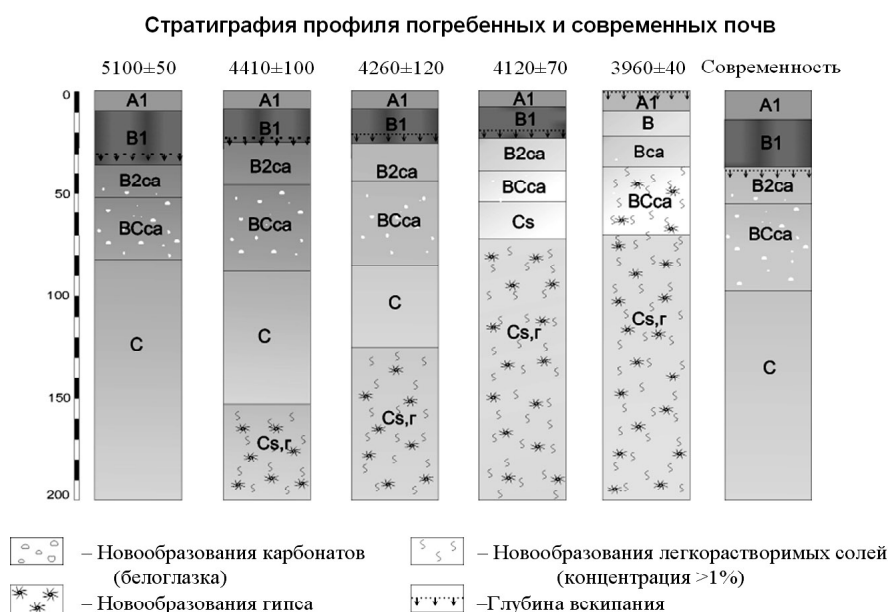 Стратиграфия профиля погребенных и современных почв
5100±50 4410±100 4260±120 4120±70 3960±40 Современность
0
50
100
150
200
A1
B1
B2ca
BCca
C
A1
B1
B2ca
BCca
C
Cs,г
A1
B1
B2ca
BCca
C
Cs,г
A1
B1
B2ca
BCca
Cs
Cs,г
A1
B
Bca
BCca
Cs,г
A1
B1
B2ca
BCca
C
– Новообразования карбонатов
(белоглазка)
– Новообразования гипса
– Новообразования легкорастворимых солей
(концентрация >1%)
–Глубина вскипания